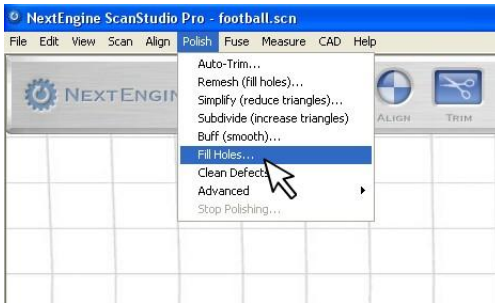 NextEngine ScanStudio Pro - football.scn
File Edit View Scan Align Polish Fuse Measure CAD Help
Auto-Trim...
Remesh (fill holes)...
Simplify (reduce triangles)...
Subdivide (increase triangles)
Buff (smooth)...
Fill Holes...
Clean Defects
Advanced
Stop Polishing...
NEXTENGIN
ALIGN
TRIM